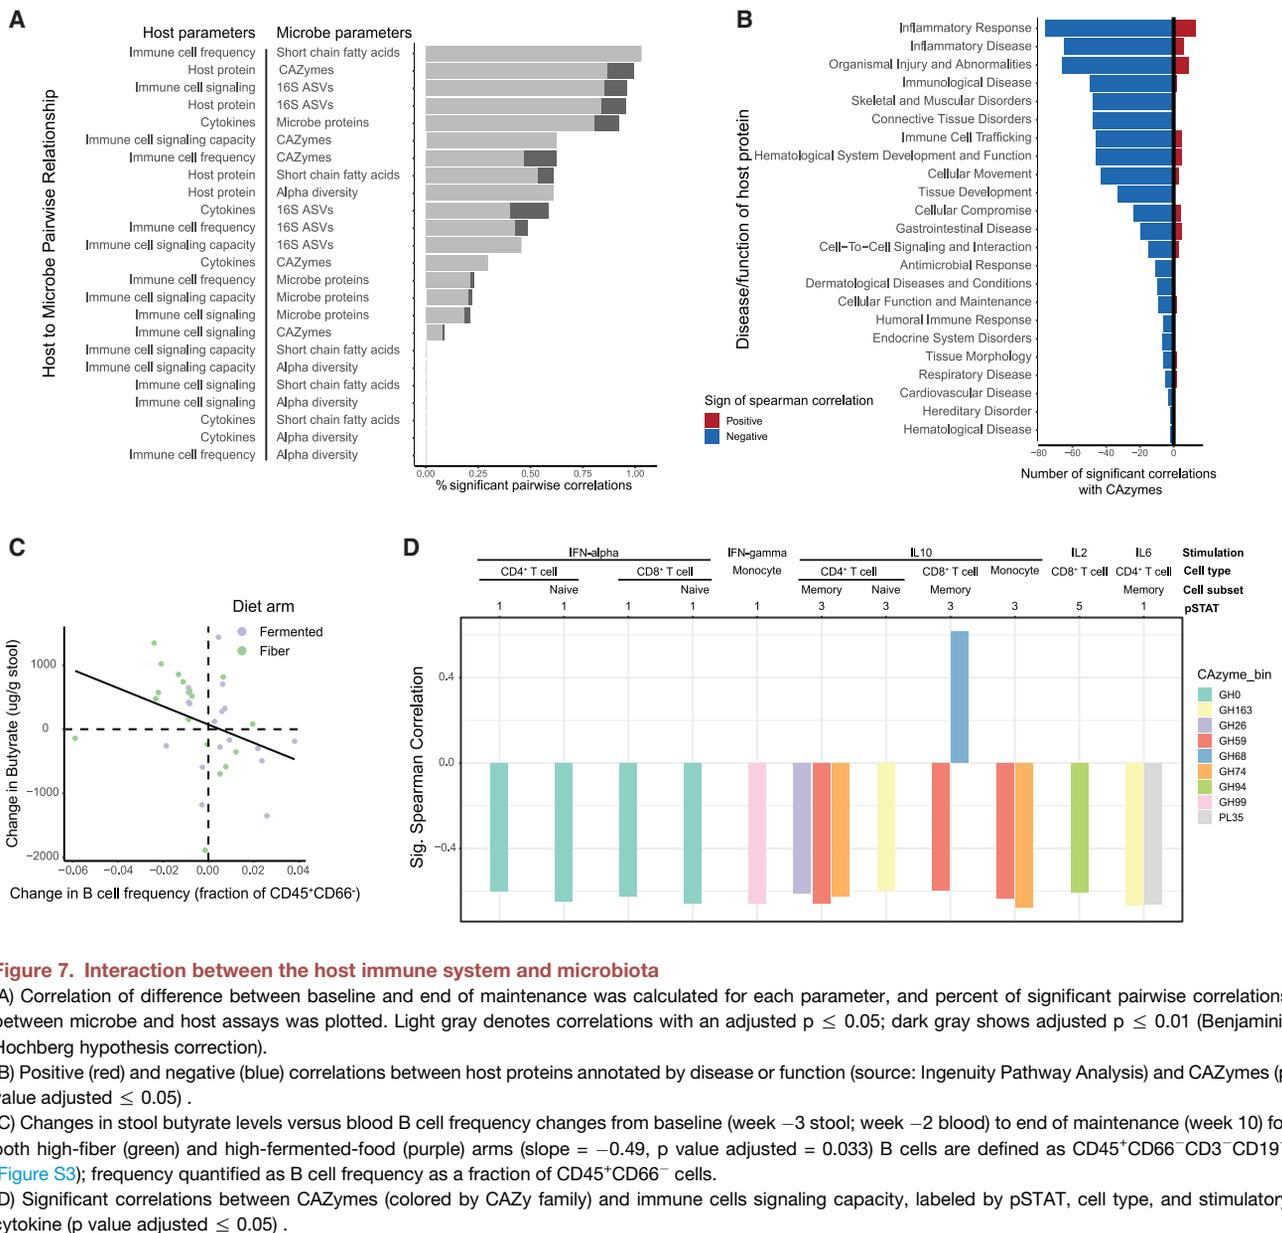 A
Host parameters Microbe parameters
Immune cell frequency Short chain fatty acids
Host protein CAZymes
Immune cell signaling 16S ASVs
Host protein 16S ASVs
Cytokines Microbe proteins
Immune cell signaling capacity CAZymes
Immune cell frequency CAZymes
Host protein Short chain fatty acids
Host protein Alpha diversity
Cytokines 16S ASVs
Immune cell frequency 16S ASVs
Immune cell signaling capacity 16S ASVs
Cytokines CAZymes
Immune cell frequency Microbe proteins
Immune cell signaling capacity Microbe proteins
Immune cell signaling Microbe proteins
Immune cell signaling CAZymes
Immune cell signaling capacity Short chain fatty acids
Immune cell signaling capacity Alpha diversity
Immune cell signaling Short chain fatty acids
Immune cell signaling Alpha diversity
Cytokines Short chain fatty acids
Cytokines Alpha diversity
Immune cell frequency Alpha diversity
Host to Microbe Pairwise Relationship
0.00 0.25 0.50 0.75 1.00
% significant pairwise correlations
B
Disease/function of host protein
Inflammatory Response
Inflammatory Disease
Organismal Injury and Abnormalities
Immunological Disease
Skeletal and Muscular Disorders
Connective Tissue Disorders
Immune Cell Trafficking
Hematological System Development and Function
Cellular Movement
Tissue Development
Cellular Compromise
Gastrointestinal Disease
Cell−To−Cell Signaling and Interaction
Antimicrobial Response
Dermatological Diseases and Conditions
Cellular Function and Maintenance
Humoral Immune Response
Endocrine System Disorders
Tissue Morphology
Respiratory Disease
Cardiovascular Disease
Hereditary Disorder
Hematological Disease
Sign of spearman correlation
Positive
Negative
−80 −60 −40 −20 0
Number of significant correlations
with CAzymes
C
Diet arm
Fermented
Fiber
Change in Butyrate (ug/g stool)
1000
0
−1000
−2000
−0.06 −0.04 −0.02 0.00 0.02 0.04
Change in B cell frequency (fraction of CD45⁺CD66⁻)
D
IFN-alpha IFN-gamma IL10 IL2 IL6 Stimulation
CD4⁺ T cell CD8⁺ T cell Monocyte CD4⁺ T cell CD8⁺ T cell Monocyte CD8⁺ T cell CD4⁺ T cell Cell type
Naive Naive Memory Naive Memory Memory Cell subset
1 1 1 1 1 3 3 3 3 5 1 pSTAT
Sig. Spearman Correlation
0.4
0.0
−0.4
CAzyme_bin
GH0
GH163
GH26
GH59
GH68
GH74
GH94
GH99
PL35
Figure 7. Interaction between the host immune system and microbiota
A) Correlation of difference between baseline and end of maintenance was calculated for each parameter, and percent of significant pairwise correlations
between microbe and host assays was plotted. Light gray denotes correlations with an adjusted p ≤ 0.05; dark gray shows adjusted p ≤ 0.01 (Benjamini
Hochberg hypothesis correction).
B) Positive (red) and negative (blue) correlations between host proteins annotated by disease or function (source: Ingenuity Pathway Analysis) and CAZymes (p
value adjusted ≤ 0.05) .
C) Changes in stool butyrate levels versus blood B cell frequency changes from baseline (week −3 stool; week −2 blood) to end of maintenance (week 10) fo
both high-fiber (green) and high-fermented-food (purple) arms (slope = −0.49, p value adjusted = 0.033) B cells are defined as CD45⁺CD66⁻CD3⁻CD19⁺
Figure S3); frequency quantified as B cell frequency as a fraction of CD45⁺CD66⁻ cells.
D) Significant correlations between CAZymes (colored by CAZy family) and immune cells signaling capacity, labeled by pSTAT, cell type, and stimulatory
cytokine (p value adjusted ≤ 0.05) .